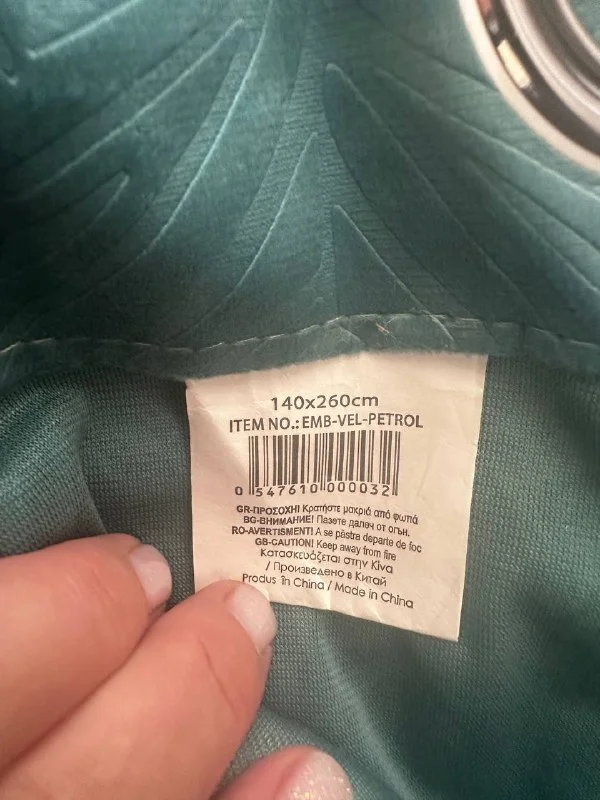 140x260cm
ITEM NO.: EMB-VEL-PETROL
0 547610 000032
GR-ΠΡΟΣΟΧΗ! Κρατήστε μακριά από φωτιά
BG-ВНИМАНИЕ! Пазете далеч от огън.
RO-AVERTISMENT! A se păstra departe de foc
GB-CAUTION! Keep away from fire
Κατασκευάζεται στην Κίνα
/ Произведено в Китай
Produs în China / Made in China